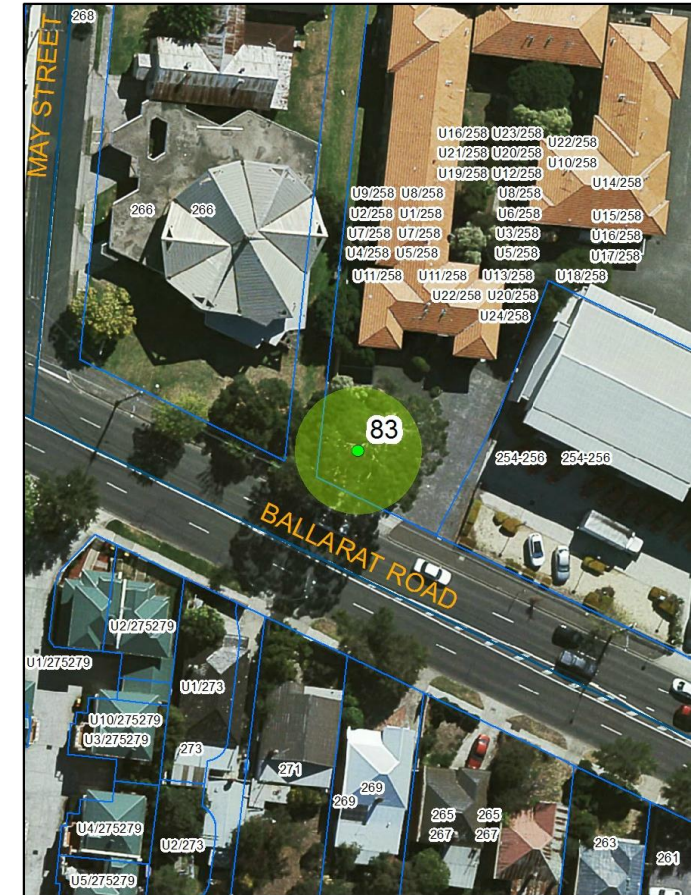 268
MAY STREET
U16/258 U23/258
U22/258
U21/258 U20/258
U10/258
U19/258 U12/258
U14/258
U9/258 U8/258 U8/258
266 266
U2/258 U1/258 U6/258 U15/258
U7/258 U7/258 U3/258 U16/258
U4/258 U5/258 U5/258 U17/258
U11/258 U11/258 U13/258 U18/258
U22/258 U20/258
U24/258
83
254-256 254-256
BALLARAT ROAD
U2/275279
U1/275279
U1/273
U10/275279
U3/275279
273
271
269
269
265 265
U4/275279
267 267
U2/273
263
261
U5/275279